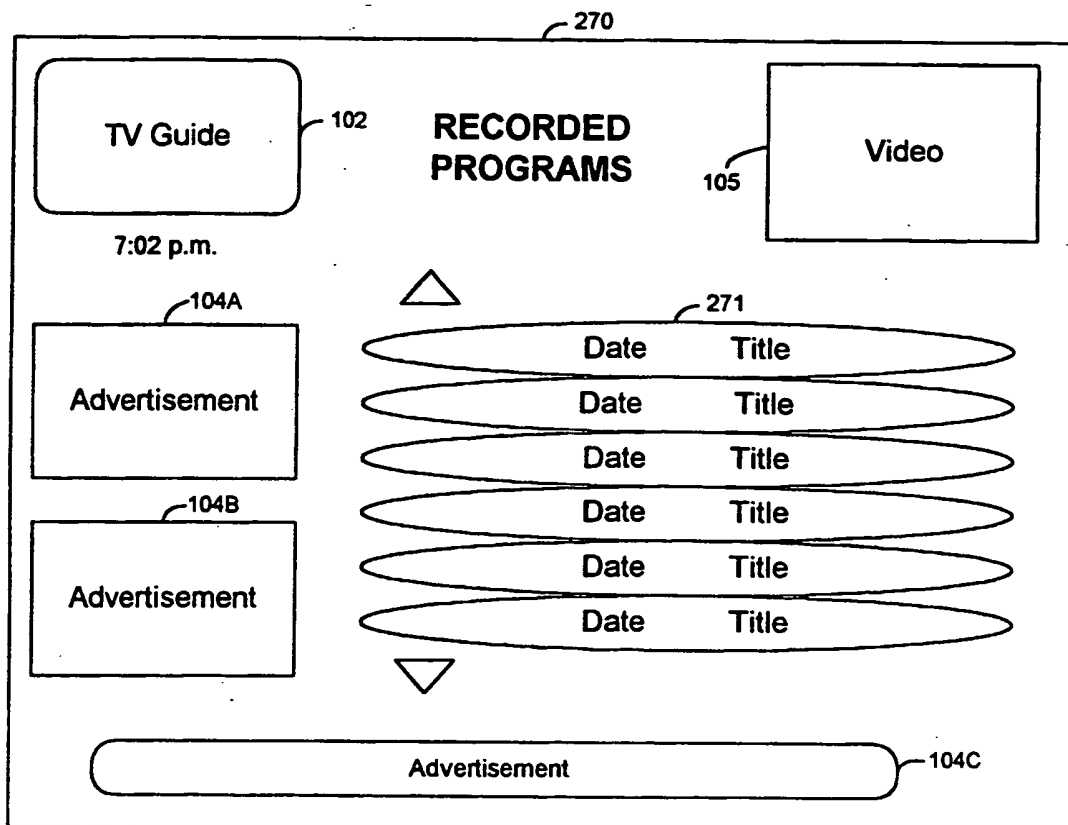 270
TV Guide
102
RECORDED
PROGRAMS
105
Video
7:02 p.m.
104A
Advertisement
271
Date Title
Date Title
Date Title
Date Title
Date Title
Date Title
104B
Advertisement
Advertisement
104C